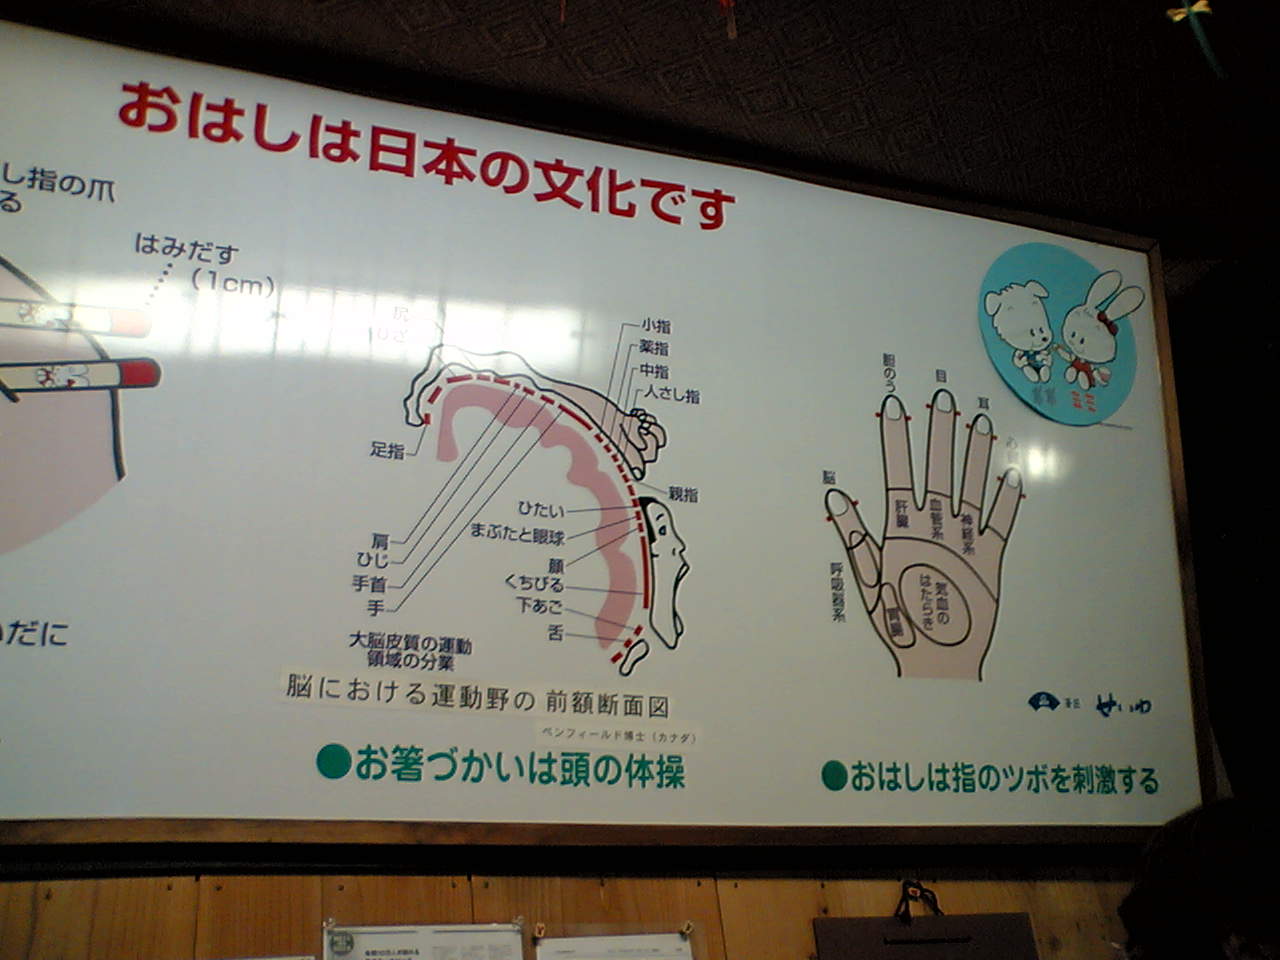 おはしは日本の文化です
し指の爪
る
はみだす
(1cm)
尻
ひざ
足指
小指
薬指
中指
人さし指
親指
ひたい
まぶたと眼球
顔
くちびる
下あご
舌
肩
ひじ
手首
手
大脳皮質の運動
領域の分業
脳における運動野の 前額断面図
ペンフィールド博士(カナダ)
●お箸づかいは頭の体操
だに
胆のう
目
耳
脳
肝臓
血管系
神経系
呼吸器系
胃腸
気血の
はたらき
せいわ
●おはしは指のツボを刺激する